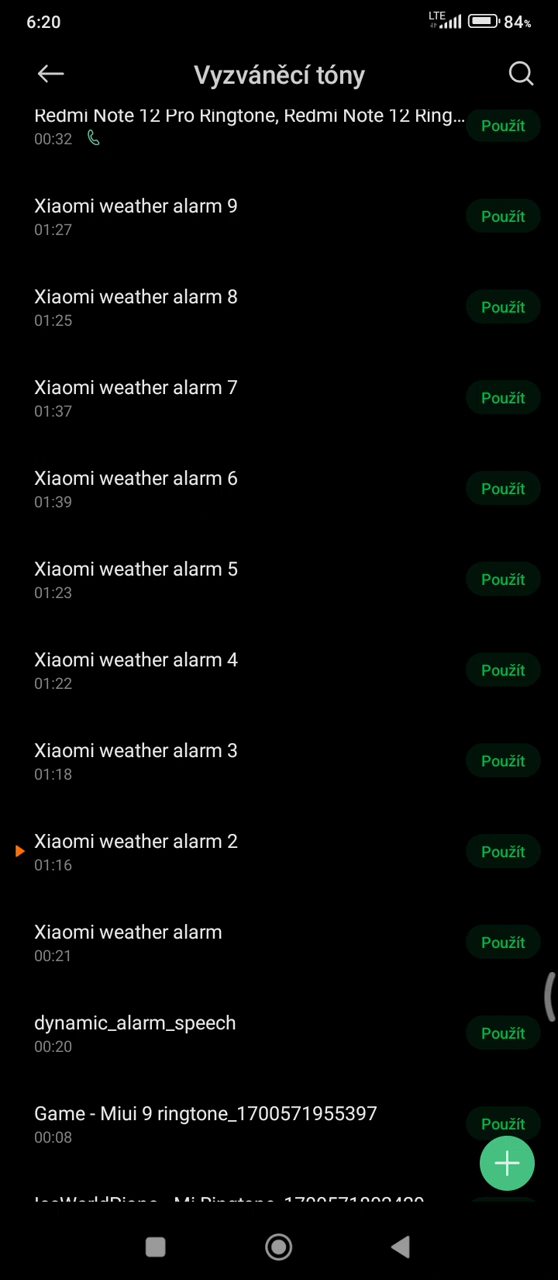 6:20
LTE
84%
Vyzváněcí tóny
Redmi Note 12 Pro Ringtone, Redmi Note 12 Ring...
Použít
00:32
Xiaomi weather alarm 9
Použít
01:27
Xiaomi weather alarm 8
Použít
01:25
Xiaomi weather alarm 7
Použít
01:37
Xiaomi weather alarm 6
Použít
01:39
Xiaomi weather alarm 5
Použít
01:23
Xiaomi weather alarm 4
Použít
01:22
Xiaomi weather alarm 3
Použít
01:18
Xiaomi weather alarm 2
Použít
01:16
Xiaomi weather alarm
Použít
00:21
dynamic_alarm_speech
Použít
00:20
Game - Miui 9 ringtone_1700571955397
Použít
00:08